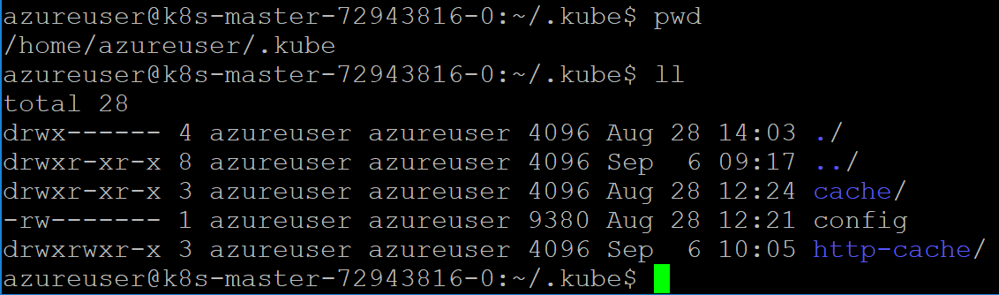 azureuser@k8s-master-72943816-0:~/.kube$ pwd
/home/azureuser/.kube
azureuser@k8s-master-72943816-0:~/.kube$ ll
total 28
drwx------ 4 azureuser azureuser 4096 Aug 28 14:03 ./
drwxr-xr-x 8 azureuser azureuser 4096 Sep  6 09:17 ../
drwxr-xr-x 3 azureuser azureuser 4096 Aug 28 12:24 cache/
-rw------- 1 azureuser azureuser 9380 Aug 28 12:21 config
drwxrwxr-x 3 azureuser azureuser 4096 Sep  6 10:05 http-cache/
azureuser@k8s-master-72943816-0:~/.kube$